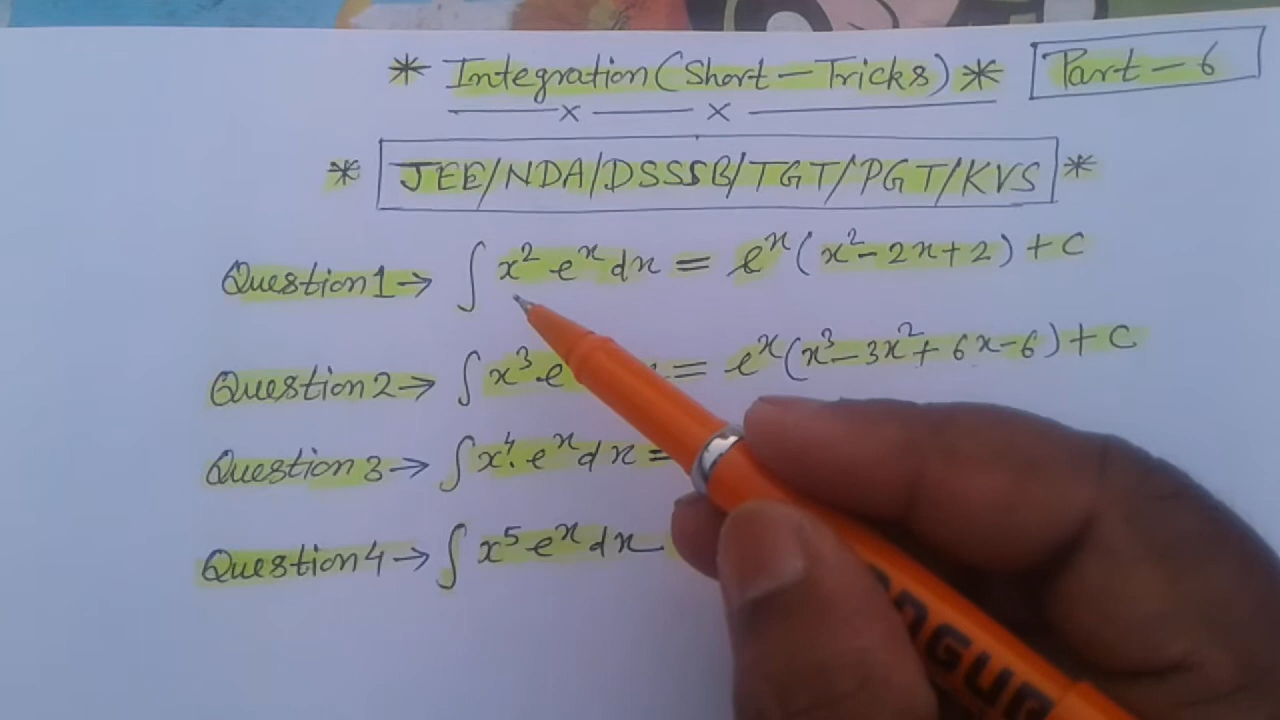 * Integration (Short-Tricks) * Part-6
* JEE/NDA/DSSSB/TGT/PGT/KVS *
Question 1→ ∫ x² eˣ dx = eˣ (x² - 2x + 2) + c
Question 2→ ∫ x³ . e = eˣ (x³ - 3x² + 6x - 6) + c
Question 3→ ∫ x⁴ . eˣ dx =
Question 4→ ∫ x⁵ eˣ dx